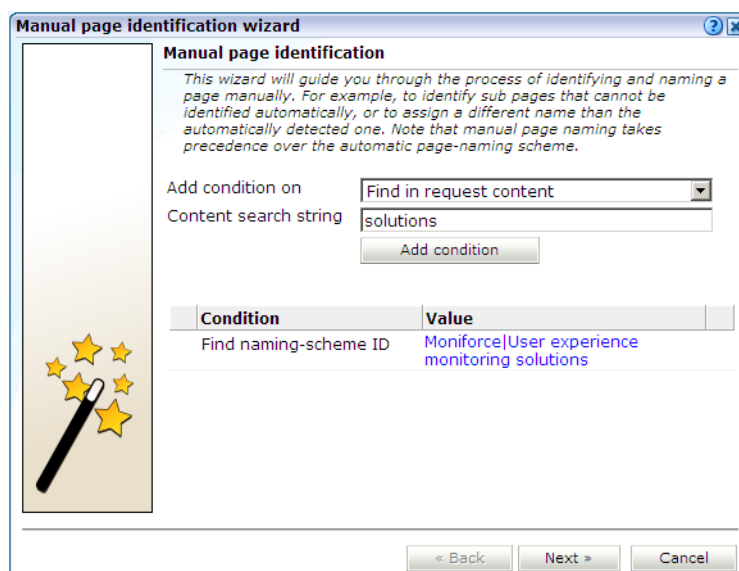 Manual page identification wizard
?
Manual page identification
This wizard will guide you through the process of identifying and naming a
page manually. For example, to identify sub pages that cannot be
identified automatically, or to assign a different name than the
automatically detected one. Note that manual page naming takes
precedence over the automatic page-naming scheme.
Add condition on Find in request content
Content search string solutions
Add condition
Condition Value
Find naming-scheme ID Moniforce|User experience
monitoring solutions
« Back Next » Cancel